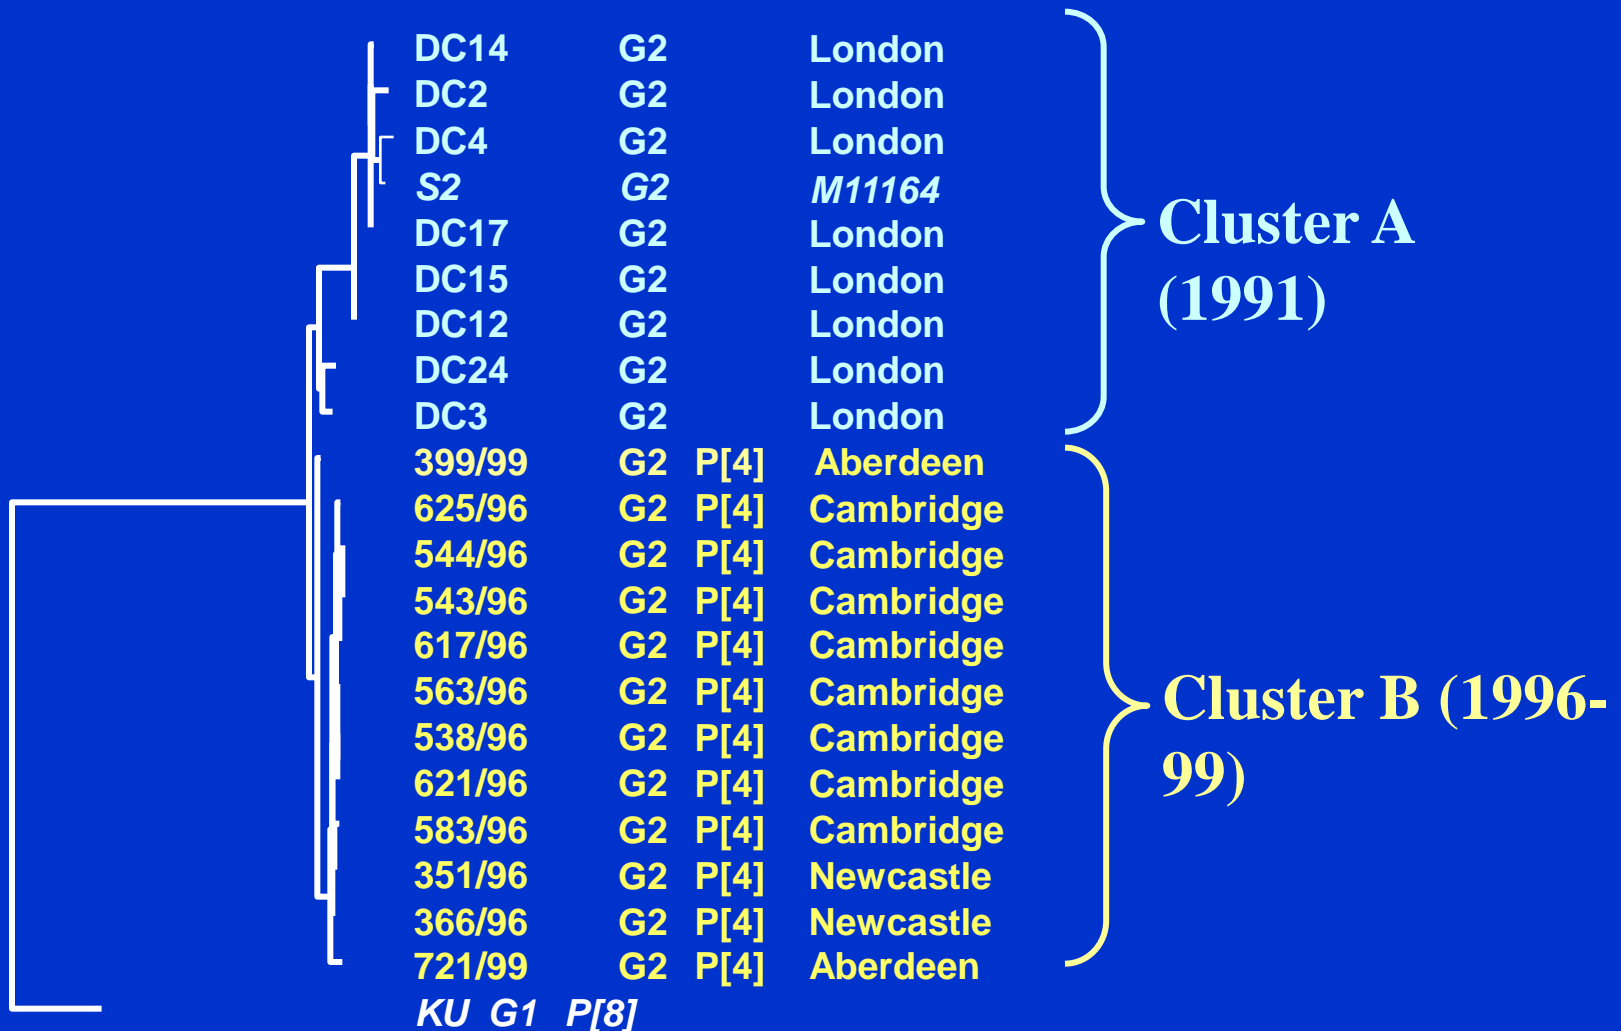 DC14 G2 London
DC2 G2 London
DC4 G2 London
S2 G2 M11164
DC17 G2 London
DC15 G2 London
DC12 G2 London
DC24 G2 London
DC3 G2 London
Cluster A
(1991)
399/99 G2 P[4] Aberdeen
625/96 G2 P[4] Cambridge
544/96 G2 P[4] Cambridge
543/96 G2 P[4] Cambridge
617/96 G2 P[4] Cambridge
563/96 G2 P[4] Cambridge
538/96 G2 P[4] Cambridge
621/96 G2 P[4] Cambridge
583/96 G2 P[4] Cambridge
351/96 G2 P[4] Newcastle
366/96 G2 P[4] Newcastle
721/99 G2 P[4] Aberdeen
Cluster B (1996-
99)
KU G1 P[8]